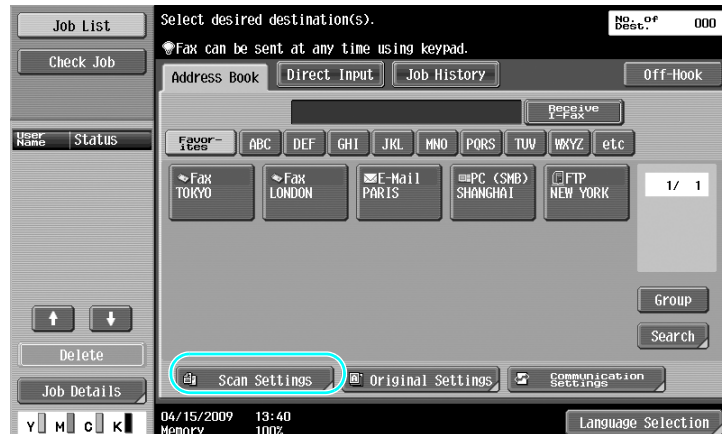 Job List
Check Job
User Name Status
Delete
Job Details
Y M C K
Select desired destination(s).
Fax can be sent at any time using keypad.
No. of Dest. 000
Address Book Direct Input Job History Off-Hook
Receive I-Fax
Favorites ABC DEF GHI JKL MNO PQRS TUV WXYZ etc
Fax TOKYO
Fax LONDON
E-Mail PARIS
PC (SMB) SHANGHAI
FTP NEW YORK
1/ 1
Group
Search
Scan Settings Original Settings Communication Settings
04/15/2009 13:40
Memory 100%
Language Selection